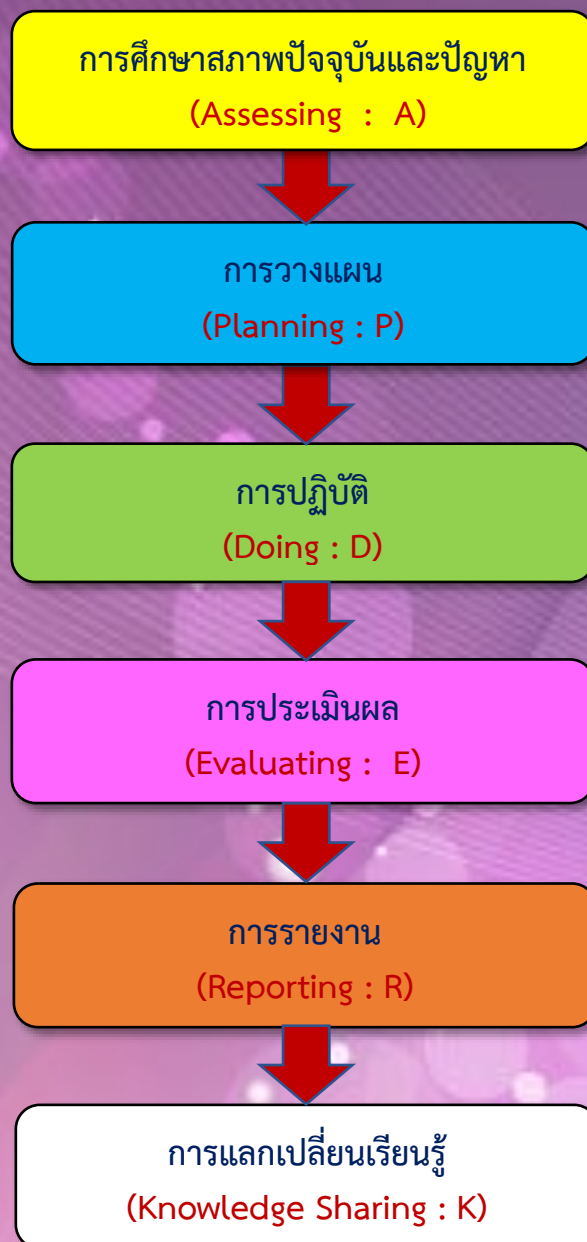 การศึกษาสภาพปัจจุบันและปัญหา
(Assessing : A)
การวางแผน
(Planning : P)
การปฏิบัติ
(Doing : D)
การประเมินผล
(Evaluating : E)
การรายงาน
(Reporting : R)
การแลกเปลี่ยนเรียนรู้
(Knowledge Sharing : K)